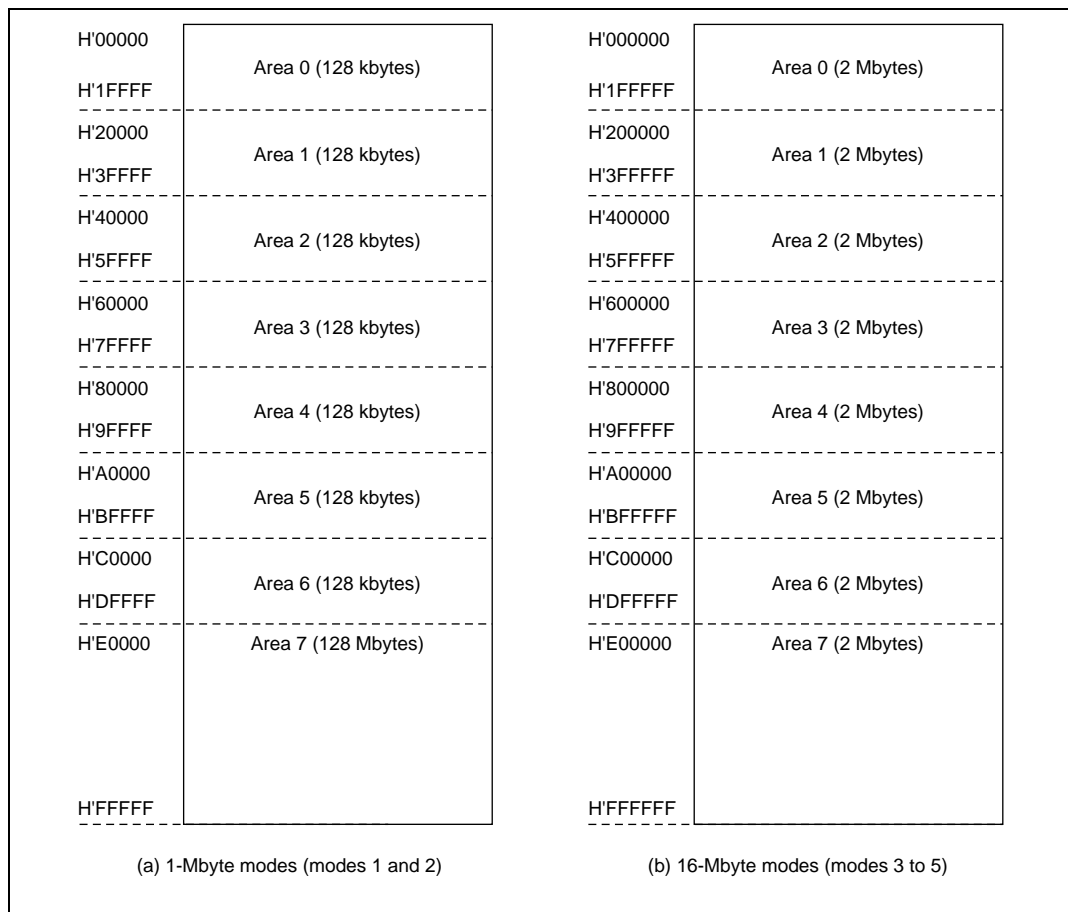 H'00000
Area 0 (128 kbytes)
H'1FFFF
H'20000
Area 1 (128 kbytes)
H'3FFFF
H'40000
Area 2 (128 kbytes)
H'5FFFF
H'60000
Area 3 (128 kbytes)
H'7FFFF
H'80000
Area 4 (128 kbytes)
H'9FFFF
H'A0000
Area 5 (128 kbytes)
H'BFFFF
H'C0000
Area 6 (128 kbytes)
H'DFFFF
H'E0000
Area 7 (128 Mbytes)
H'FFFFF
(a) 1-Mbyte modes (modes 1 and 2)
H'000000
Area 0 (2 Mbytes)
H'1FFFFF
H'200000
Area 1 (2 Mbytes)
H'3FFFFF
H'400000
Area 2 (2 Mbytes)
H'5FFFFF
H'600000
Area 3 (2 Mbytes)
H'7FFFFF
H'800000
Area 4 (2 Mbytes)
H'9FFFFF
H'A00000
Area 5 (2 Mbytes)
H'BFFFFF
H'C00000
Area 6 (2 Mbytes)
H'DFFFFF
H'E00000
Area 7 (2 Mbytes)
H'FFFFFF
(b) 16-Mbyte modes (modes 3 to 5)